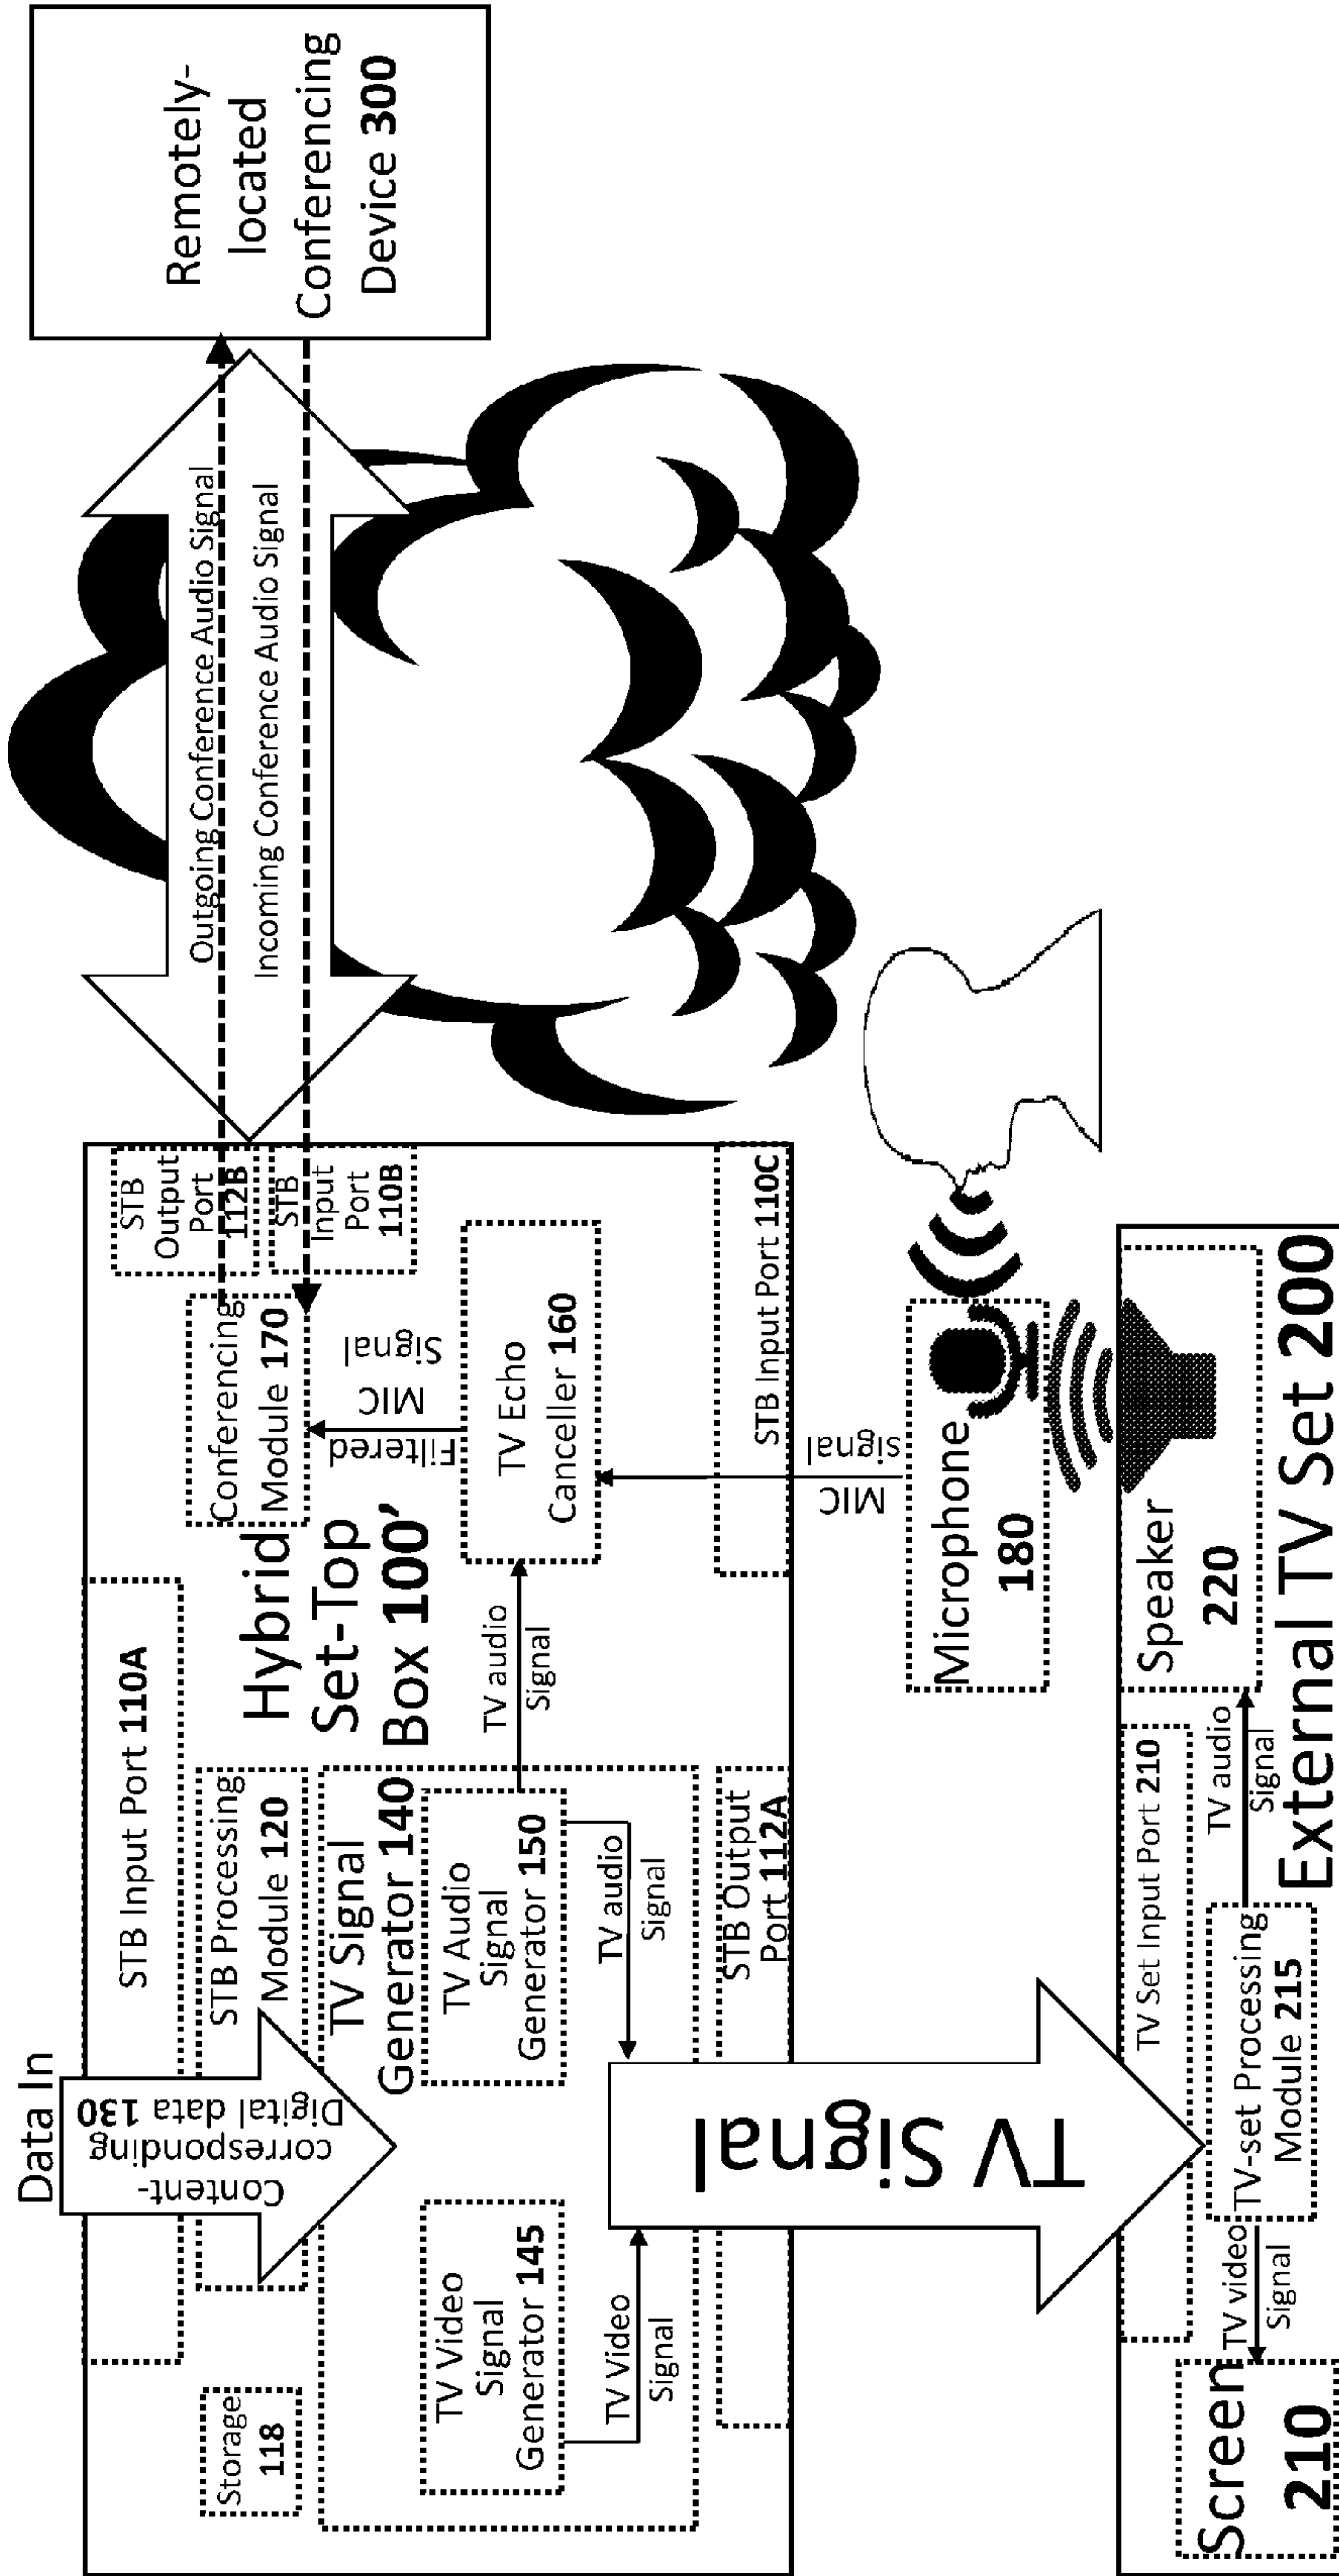 Data In
Content-
corresponding
Digital data 130
STB Input Port 110A
Storage
118
STB Processing
Module 120
Hybrid
Set-Top
Box 100’
TV Signal
Generator 140
TV Video
Signal
Generator 145
TV Audio
Signal
Generator 150
TV audio
Signal
TV Video
Signal
TV audio
Signal
TV Echo
Canceller 160
Filtered
MIC
Signal
Conferencing
Module 170
STB
Output
Port
112B
STB
Input
Port
110B
Outgoing Conference Audio Signal
Incoming Conference Audio Signal
Remotely-
located
Conferencing
Device 300
STB Output
Port 112A
STB Input Port 110C
TV Signal
MIC
signal
Microphone
180
TV Set Input Port 210
Screen
210
TV video
Signal
TV-set Processing
Module 215
TV audio
Signal
Speaker
220
External TV Set 200